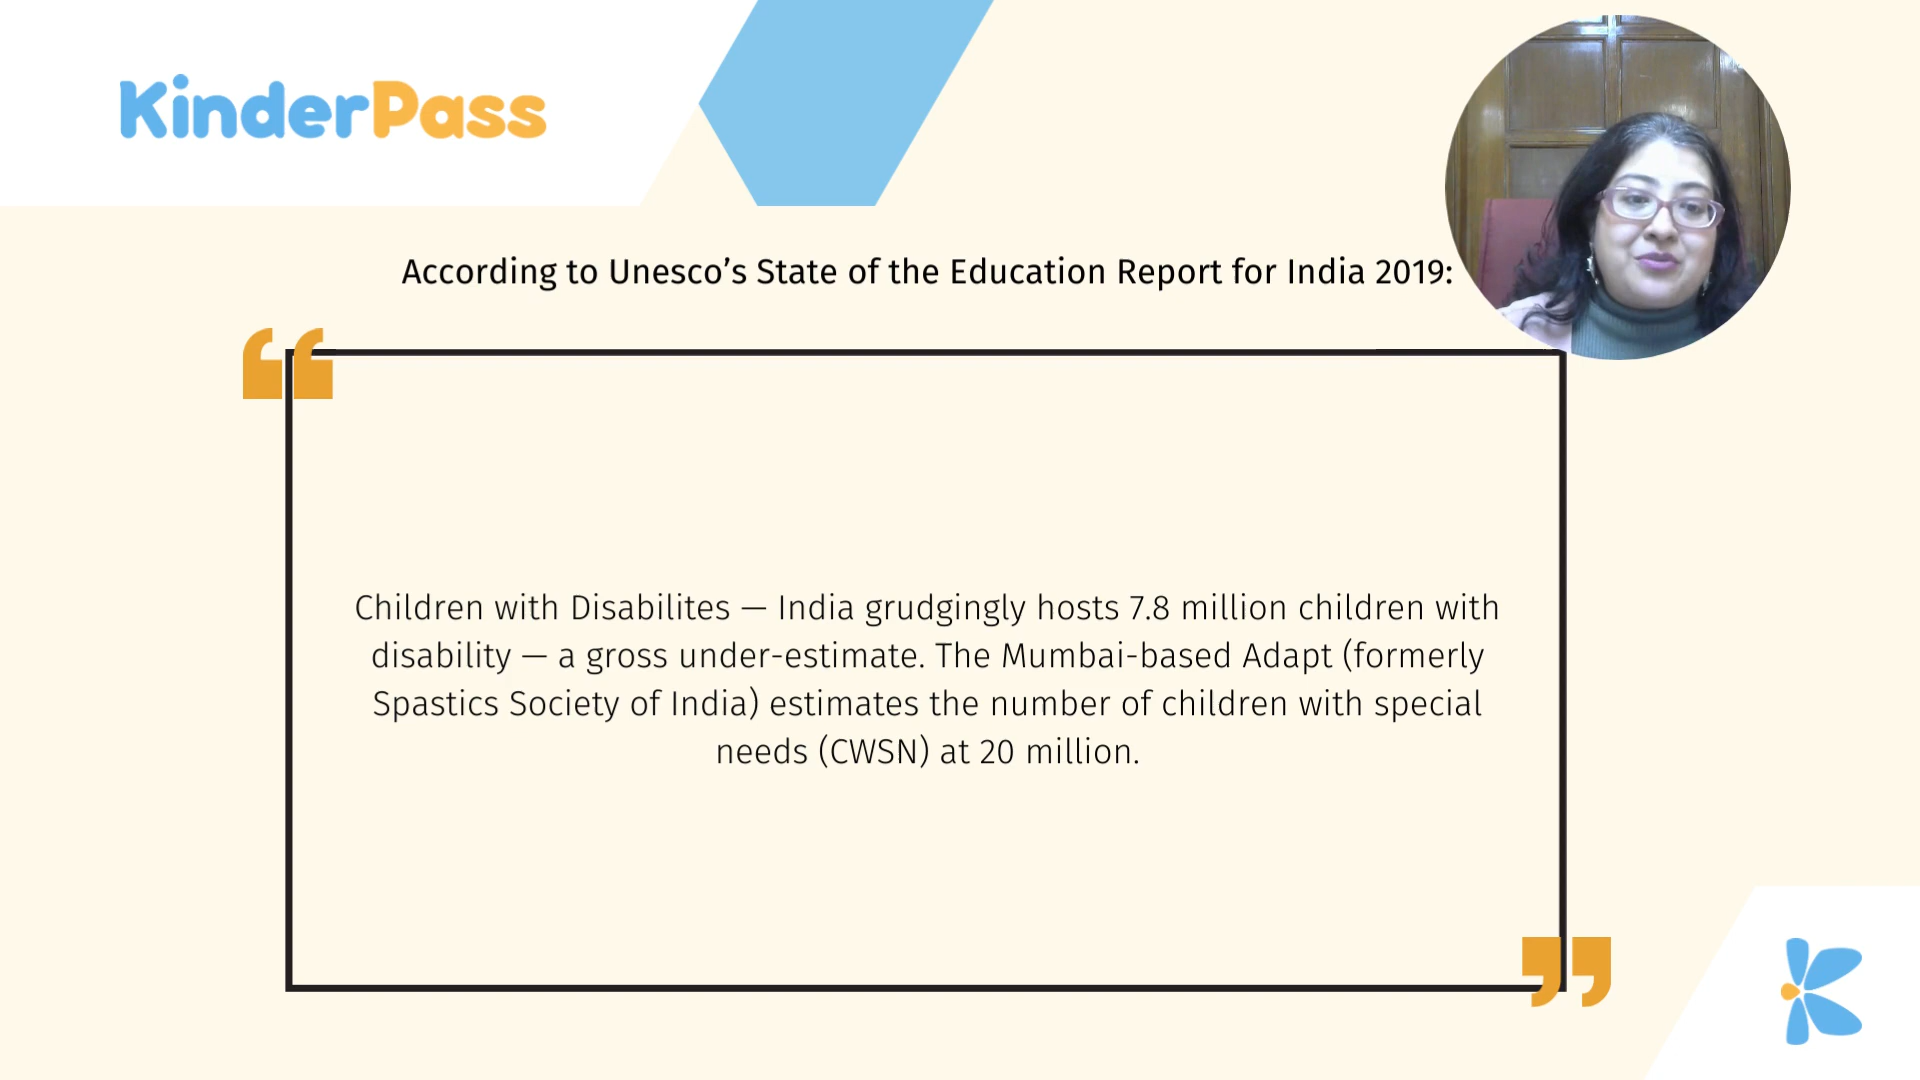 KinderPass
According to Unesco’s State of the Education Report for India 2019:
Children with Disabilites — India grudgingly hosts 7.8 million children with
disability — a gross under-estimate. The Mumbai-based Adapt (formerly
Spastics Society of India) estimates the number of children with special
needs (CWSN) at 20 million.